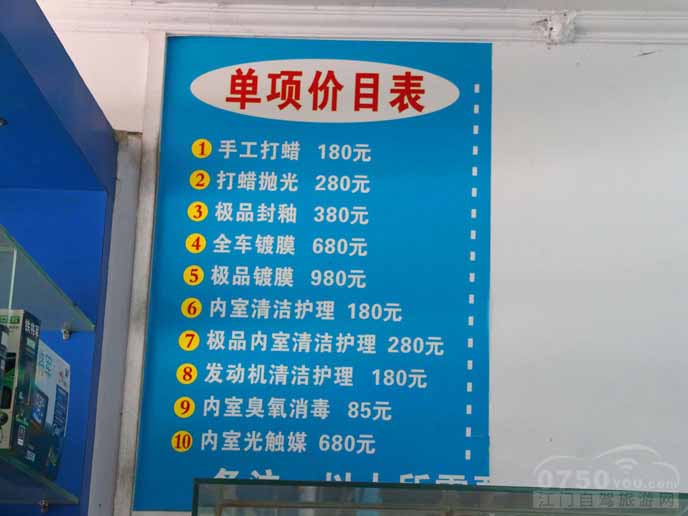 单项价目表
1 手工打蜡 180元
2 打蜡抛光 280元
3 极品封釉 380元
4 全车镀膜 680元
5 极品镀膜 980元
6 内室清洁护理 180元
7 极品内室清洁护理 280元
8 发动机清洁护理 180元
9 内室臭氧消毒 85元
10 内室光触媒 680元
0750you.com
江门自驾旅游网